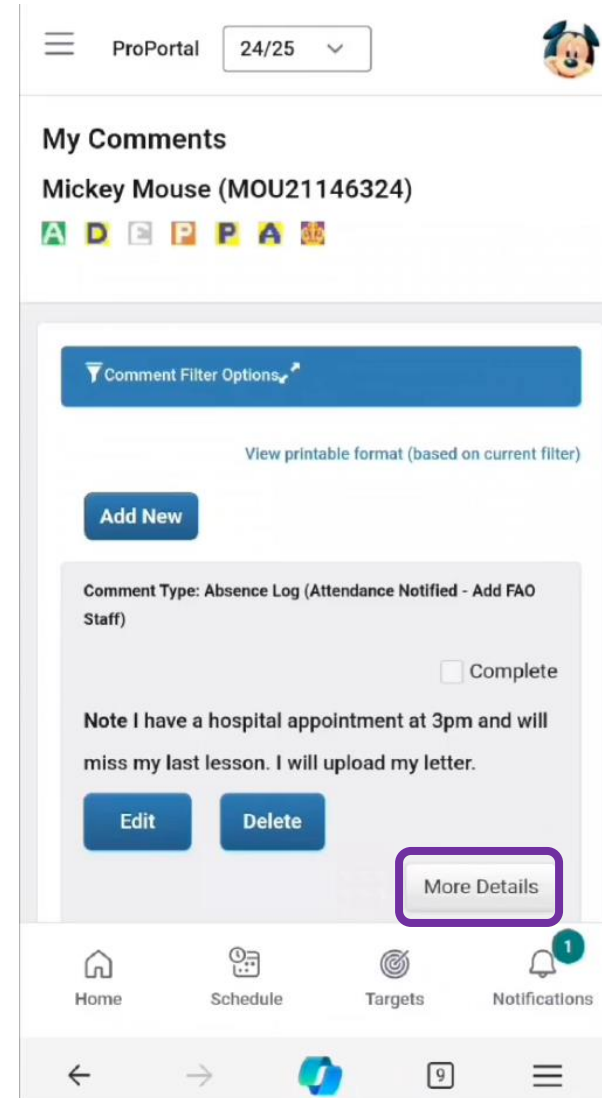 ProPortal 24/25
My Comments
Mickey Mouse (MOU21146324)
A D E P P A
Comment Filter Options
View printable format (based on current filter)
Add New
Comment Type: Absence Log (Attendance Notified - Add FAO
Staff)
Complete
Note I have a hospital appointment at 3pm and will
miss my last lesson. I will upload my letter.
Edit Delete
More Details
1
Home Schedule Targets Notifications
9